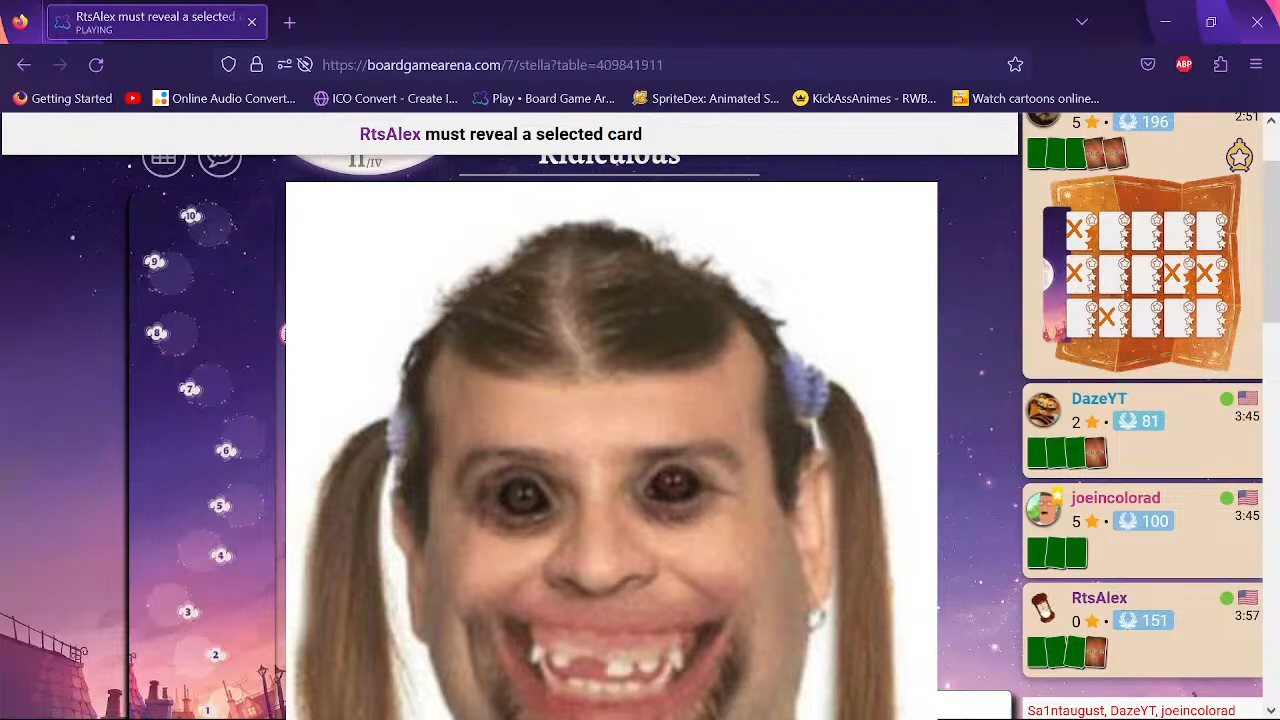 RtsAlex must reveal a selected
PLAYING
https://boardgamearena.com/7/stella?table=409841911
ABP
Getting Started
Online Audio Convert...
ICO Convert - Create I...
Play • Board Game Ar...
SpriteDex: Animated S...
KickAssAnimes - RWB...
Watch cartoons online...
RtsAlex must reveal a selected card
II/IV
Ridiculous
5 • 196
2:51
10
9
8
7
6
5
4
3
2
1
DazeYT
2 • 81
3:45
joeincolorad
5 • 100
3:45
RtsAlex
0 • 151
3:57
Sa1ntaugust, DazeYT, joeincolorad